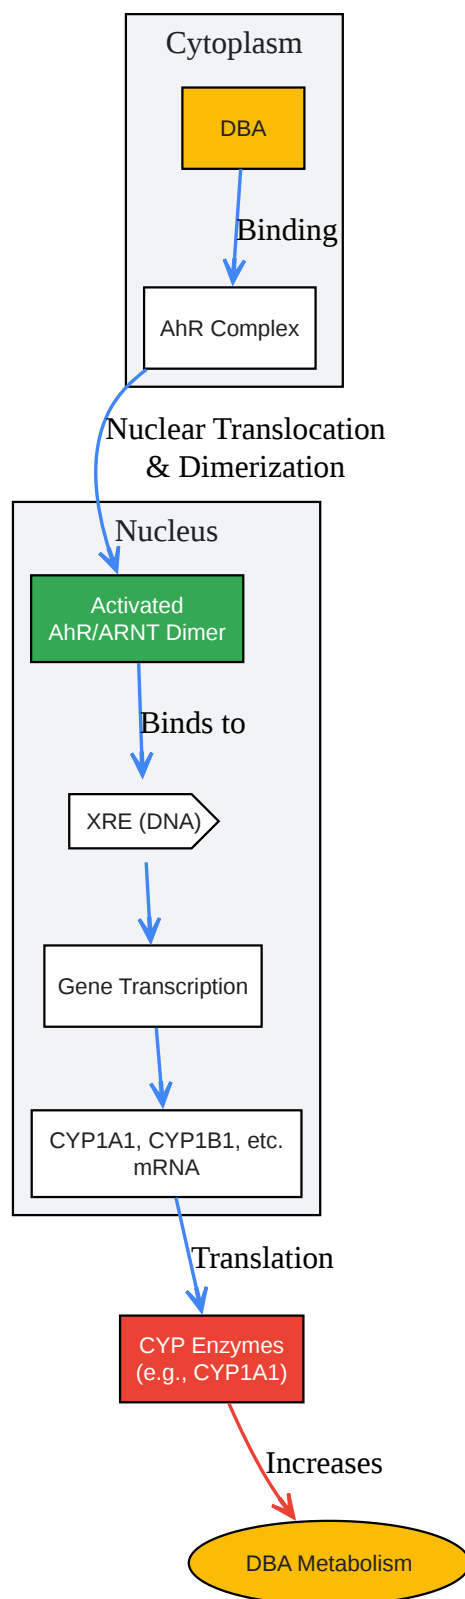 Cytoplasm
DBA
Binding
AhR Complex
Nuclear Translocation
& Dimerization
Nucleus
Activated
AhR/ARNT Dimer
Binds to
XRE (DNA)
Gene Transcription
CYP1A1, CYP1B1, etc.
mRNA
Translation
CYP Enzymes
(e.g., CYP1A1)
Increases
DBA Metabolism